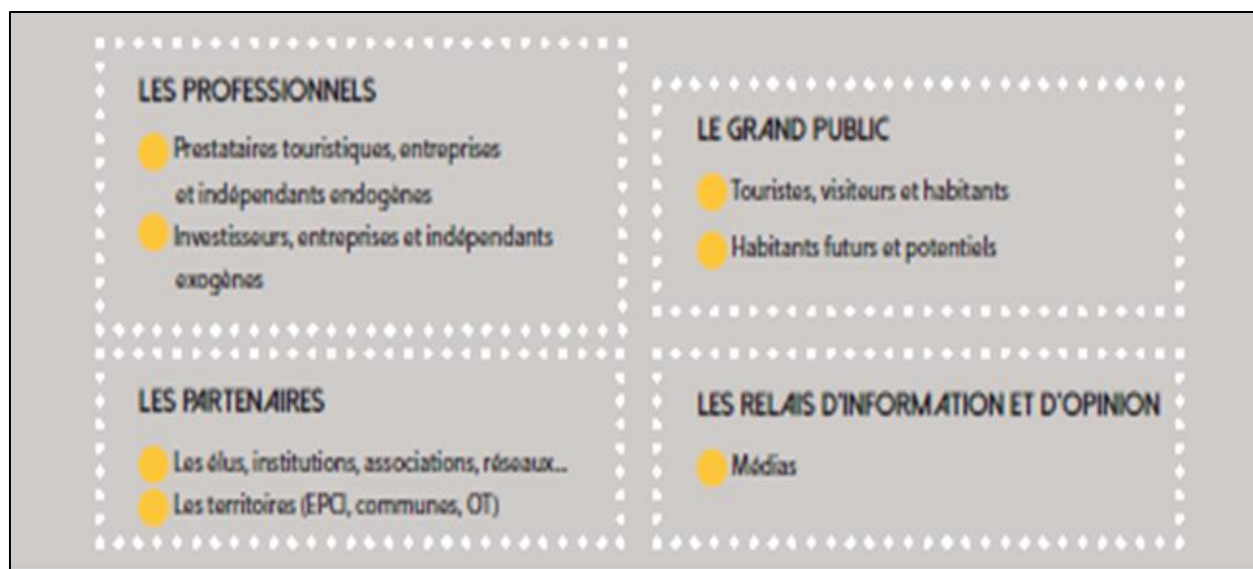 LES PROFESSIONNELS
Prestataires touristiques, entreprises
et indépendants endogènes
Investisseurs, entreprises et indépendants
exogènes
LE GRAND PUBLIC
Touristes, visiteurs et habitants
Habitants futurs et potentiels
LES PARTENAIRES
Les élus, institutions, associations, réseaux...
Les territoires (EPCI, communes, OT)
LES RELAIS D'INFORMATION ET D'OPINION
Médias